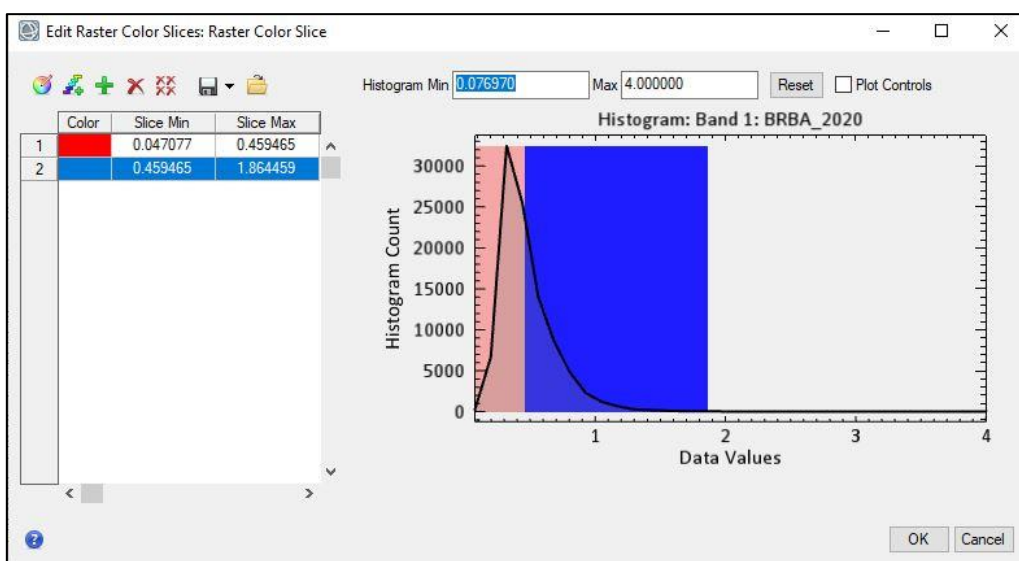 Edit Raster Color Slices: Raster Color Slice
Histogram Min 0.076970 Max 4.000000 Reset Plot Controls
Color Slice Min Slice Max
1 0.047077 0.459465
2 0.459465 1.864459
Histogram: Band 1: BRBA_2020
Histogram Count
30000
25000
20000
15000
10000
5000
0
1 2 3 4
Data Values
OK Cancel